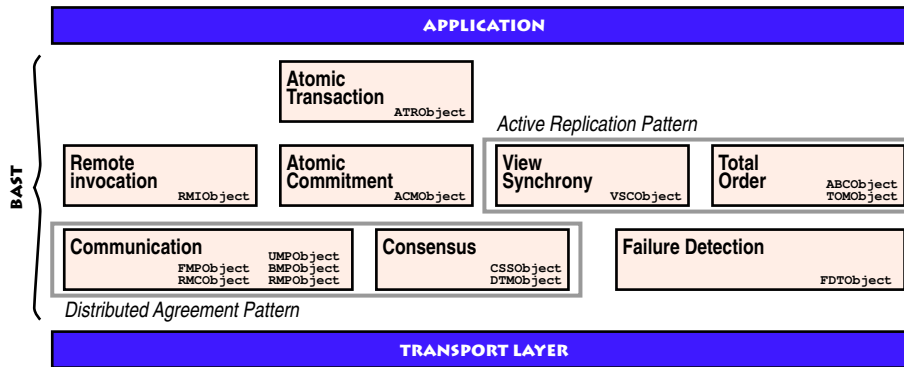 APPLICATION
BAST
Atomic
Transaction
ATRObject
Active Replication Pattern
Remote
invocation
RMIObject
Atomic
Commitment
ACMObject
View
Synchrony
VSCObject
Total
Order
ABCObject
TOMObject
Communication
UMPObject
FMPObject BMPObject
RMCObject RMPObject
Consensus
CSSObject
DTMObject
Failure Detection
FDTObject
Distributed Agreement Pattern
TRANSPORT LAYER